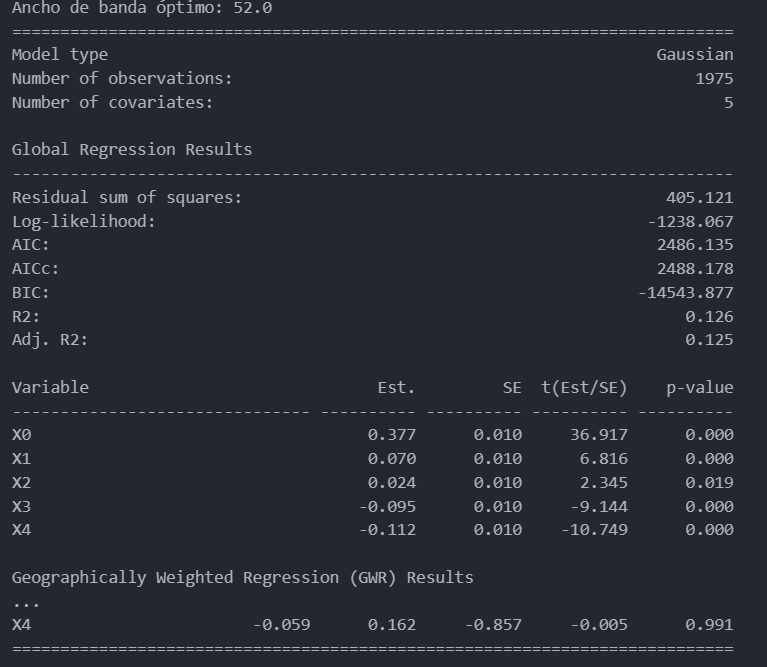 Ancho de banda óptimo: 52.0
===========================================================================
Model type                                                         Gaussian
Number of observations:                                                1975
Number of covariates:                                                     5

Global Regression Results
---------------------------------------------------------------------------
Residual sum of squares:                                            405.121
Log-likelihood:                                                   -1238.067
AIC:                                                               2486.135
AICc:                                                              2488.178
BIC:                                                             -14543.877
R2:                                                                   0.126
Adj. R2:                                                              0.125

Variable                              Est.         SE  t(Est/SE)    p-value
------------------------------- ---------- ---------- ---------- ----------
X0                                   0.377      0.010     36.917      0.000
X1                                   0.070      0.010      6.816      0.000
X2                                   0.024      0.010      2.345      0.019
X3                                  -0.095      0.010     -9.144      0.000
X4                                  -0.112      0.010    -10.749      0.000

Geographically Weighted Regression (GWR) Results
...
X4                       -0.059      0.162     -0.857     -0.005      0.991
===========================================================================